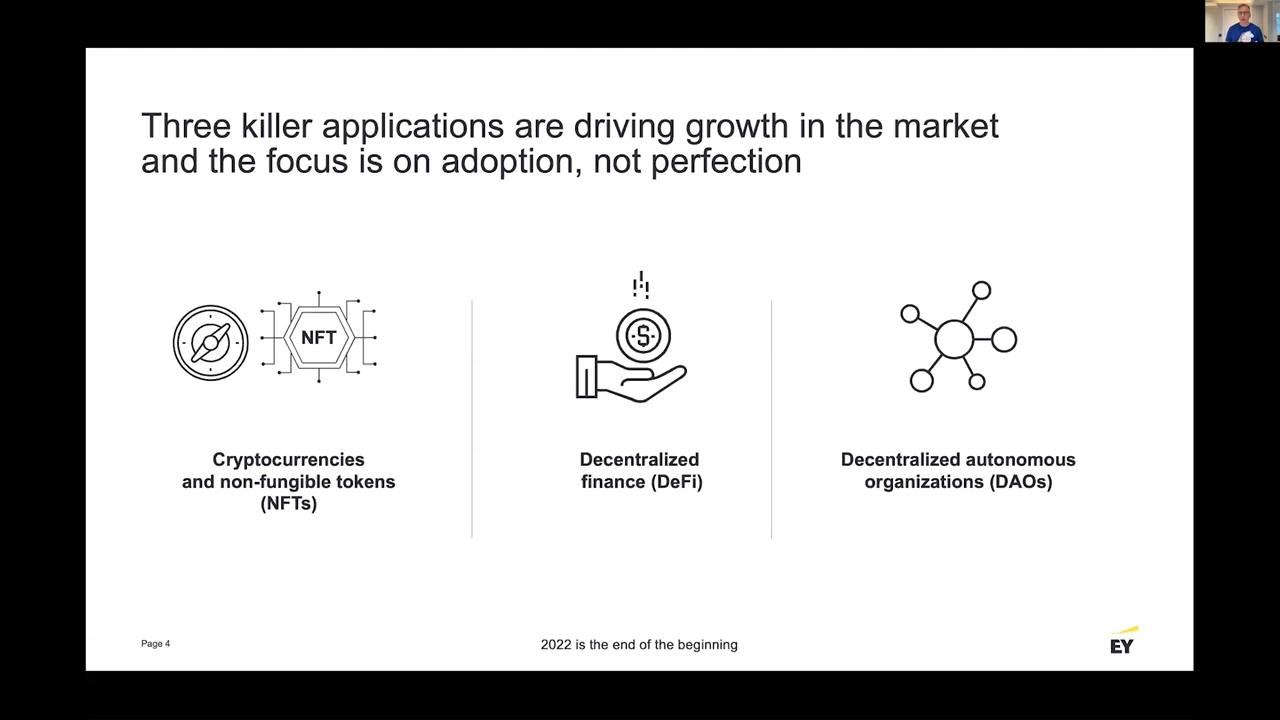 Three killer applications are driving growth in the market
and the focus is on adoption, not perfection
NFT
$
Cryptocurrencies
and non-fungible tokens
(NFTs)
Decentralized
finance (DeFi)
Decentralized autonomous
organizations (DAOs)
Page 4
2022 is the end of the beginning
EY